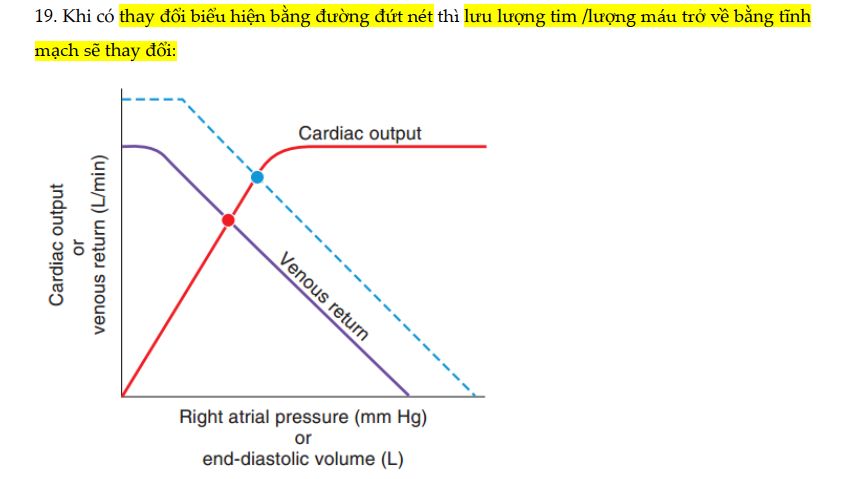 19. Khi có thay đổi biểu hiện bằng đường đứt nét thì lưu lượng tim /lượng máu trở về bằng tĩnh
mạch sẽ thay đổi:
Cardiac output
Cardiac output
or
venous return (L/min)
Venous return
Right atrial pressure (mm Hg)
or
end-diastolic volume (L)